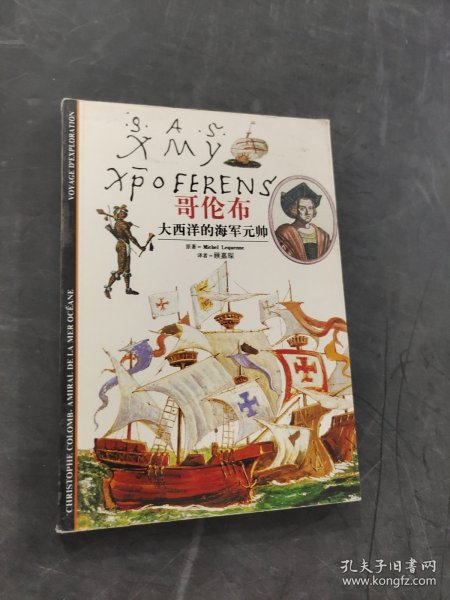 .S.
.S. A .S.
X M Y
Xp̄o FERENS
哥伦布
大西洋的海军元帅
原著 = Michel Lequenne
译者 = 顾嘉琛
VOYAGE D'EXPLORATION
CHRISTOPHE COLOMB, AMIRAL DE LA MER OCÉANE
孔夫子旧书网
www.kongfz.com